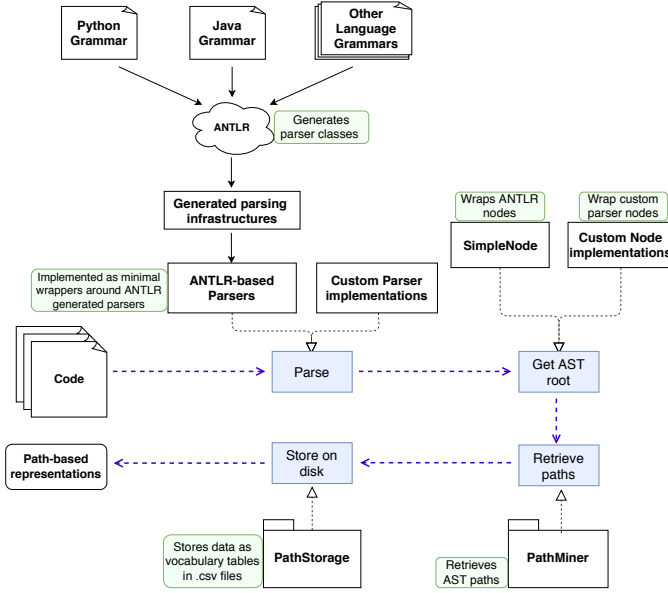 Python
Grammar
Java
Grammar
Other
Language
Grammars
ANTLR
Generates
parser classes
Generated parsing
infrastructures
Wraps ANTLR
nodes
Wrap custom
parser nodes
SimpleNode
Custom Node
implementations
Implemented as minimal
wrappers around ANTLR
generated parsers
ANTLR-based
Parsers
Custom Parser
implementations
Code
Parse
Get AST
root
Path-based
representations
Store on
disk
Retrieve
paths
Stores data as
vocabulary tables
in .csv files
PathStorage
Retrieves
AST paths
PathMiner